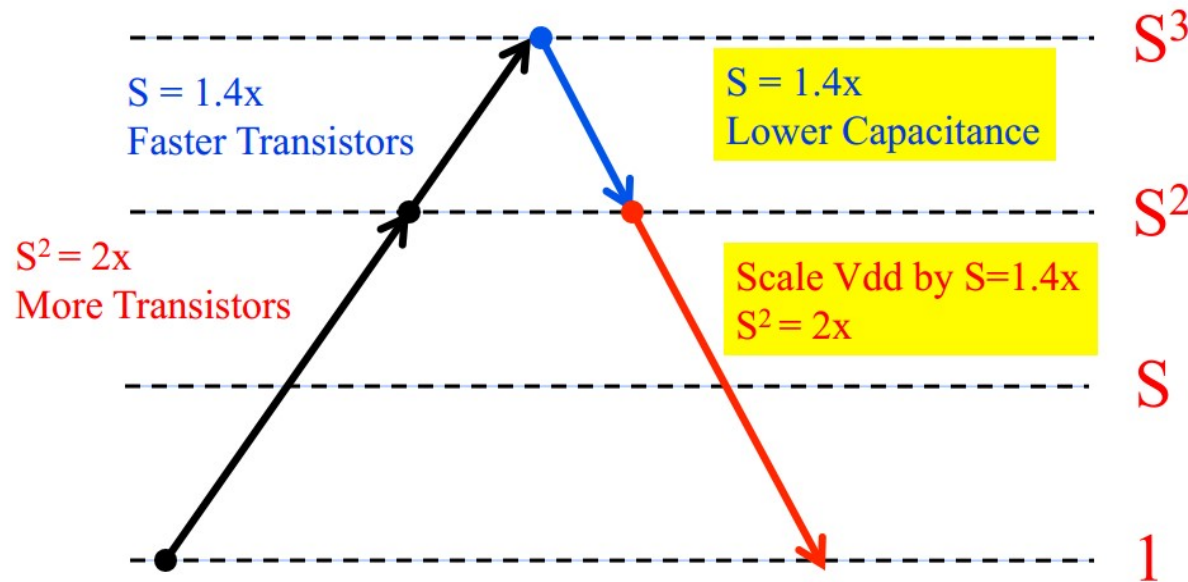 S³
S = 1.4x
Faster Transistors
S = 1.4x
Lower Capacitance
S²
S² = 2x
More Transistors
Scale Vdd by S=1.4x
S² = 2x
S
1